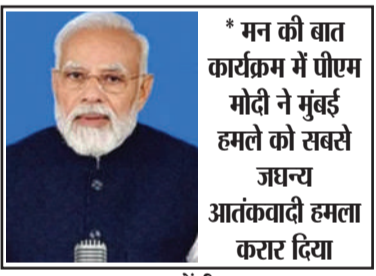 * मन की बात
कार्यक्रम में पीएम
मोदी ने मुंबई
हमले को सबसे
जघन्य
आतंकवादी हमला
करार दिया